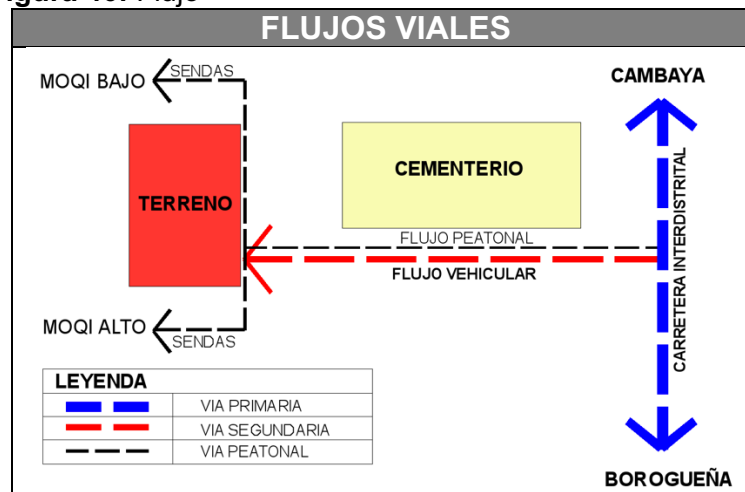 FLUJOS VIALES
MOQI BAJO
SENDAS
CAMBAYA
TERRENO
CEMENTERIO
CARRETERA INTERDISTRITAL
FLUJO PEATONAL
FLUJO VEHICULAR
MOQI ALTO
SENDAS
LEYENDA
VIA PRIMARIA
VIA SEGUNDARIA
VIA PEATONAL
BOROGUEÑA